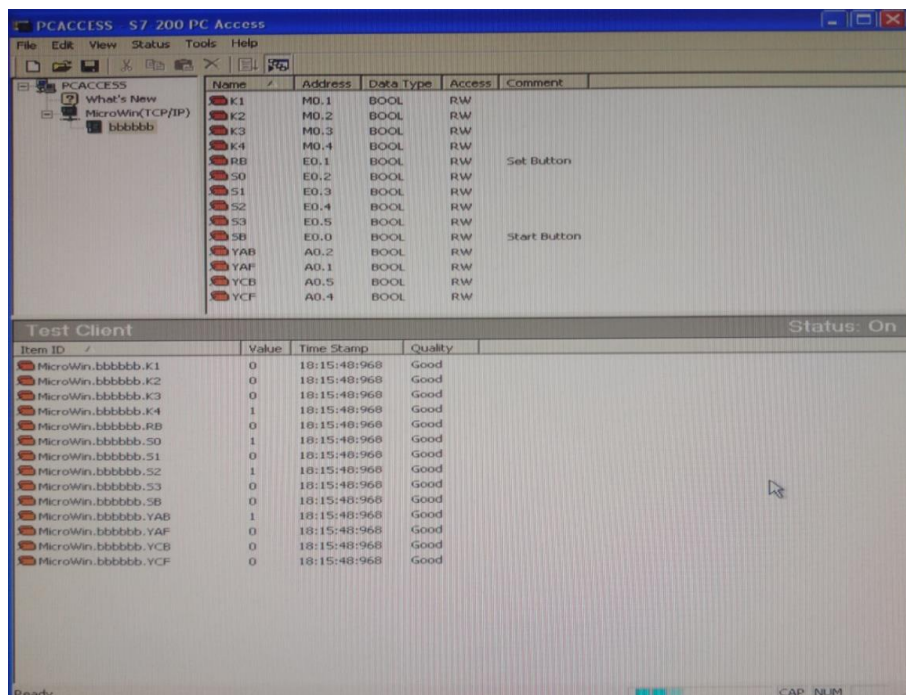 PCACCESS - S7-200 PC Access
File Edit View Status Tools Help
PCACCESS
What's New
MicroWin(TCP/IP)
bbbbbb
Name Address Data Type Access Comment
K1 M0.1 BOOL RW
K2 M0.2 BOOL RW
K3 M0.3 BOOL RW
K4 M0.4 BOOL RW
RB E0.1 BOOL RW Set Button
S0 E0.2 BOOL RW
S1 E0.3 BOOL RW
S2 E0.4 BOOL RW
S3 E0.5 BOOL RW
SB E0.0 BOOL RW Start Button
YAB A0.2 BOOL RW
YAF A0.1 BOOL RW
YCB A0.5 BOOL RW
YCF A0.4 BOOL RW
Test Client Status: On
Item ID Value Time Stamp Quality
MicroWin.bbbbbb.K1 0 18:15:48:968 Good
MicroWin.bbbbbb.K2 0 18:15:48:968 Good
MicroWin.bbbbbb.K3 0 18:15:48:968 Good
MicroWin.bbbbbb.K4 1 18:15:48:968 Good
MicroWin.bbbbbb.RB 0 18:15:48:968 Good
MicroWin.bbbbbb.S0 1 18:15:48:968 Good
MicroWin.bbbbbb.S1 0 18:15:48:968 Good
MicroWin.bbbbbb.S2 1 18:15:48:968 Good
MicroWin.bbbbbb.S3 0 18:15:48:968 Good
MicroWin.bbbbbb.SB 0 18:15:48:968 Good
MicroWin.bbbbbb.YAB 1 18:15:48:968 Good
MicroWin.bbbbbb.YAF 0 18:15:48:968 Good
MicroWin.bbbbbb.YCB 0 18:15:48:968 Good
MicroWin.bbbbbb.YCF 0 18:15:48:968 Good
Ready CAP NUM